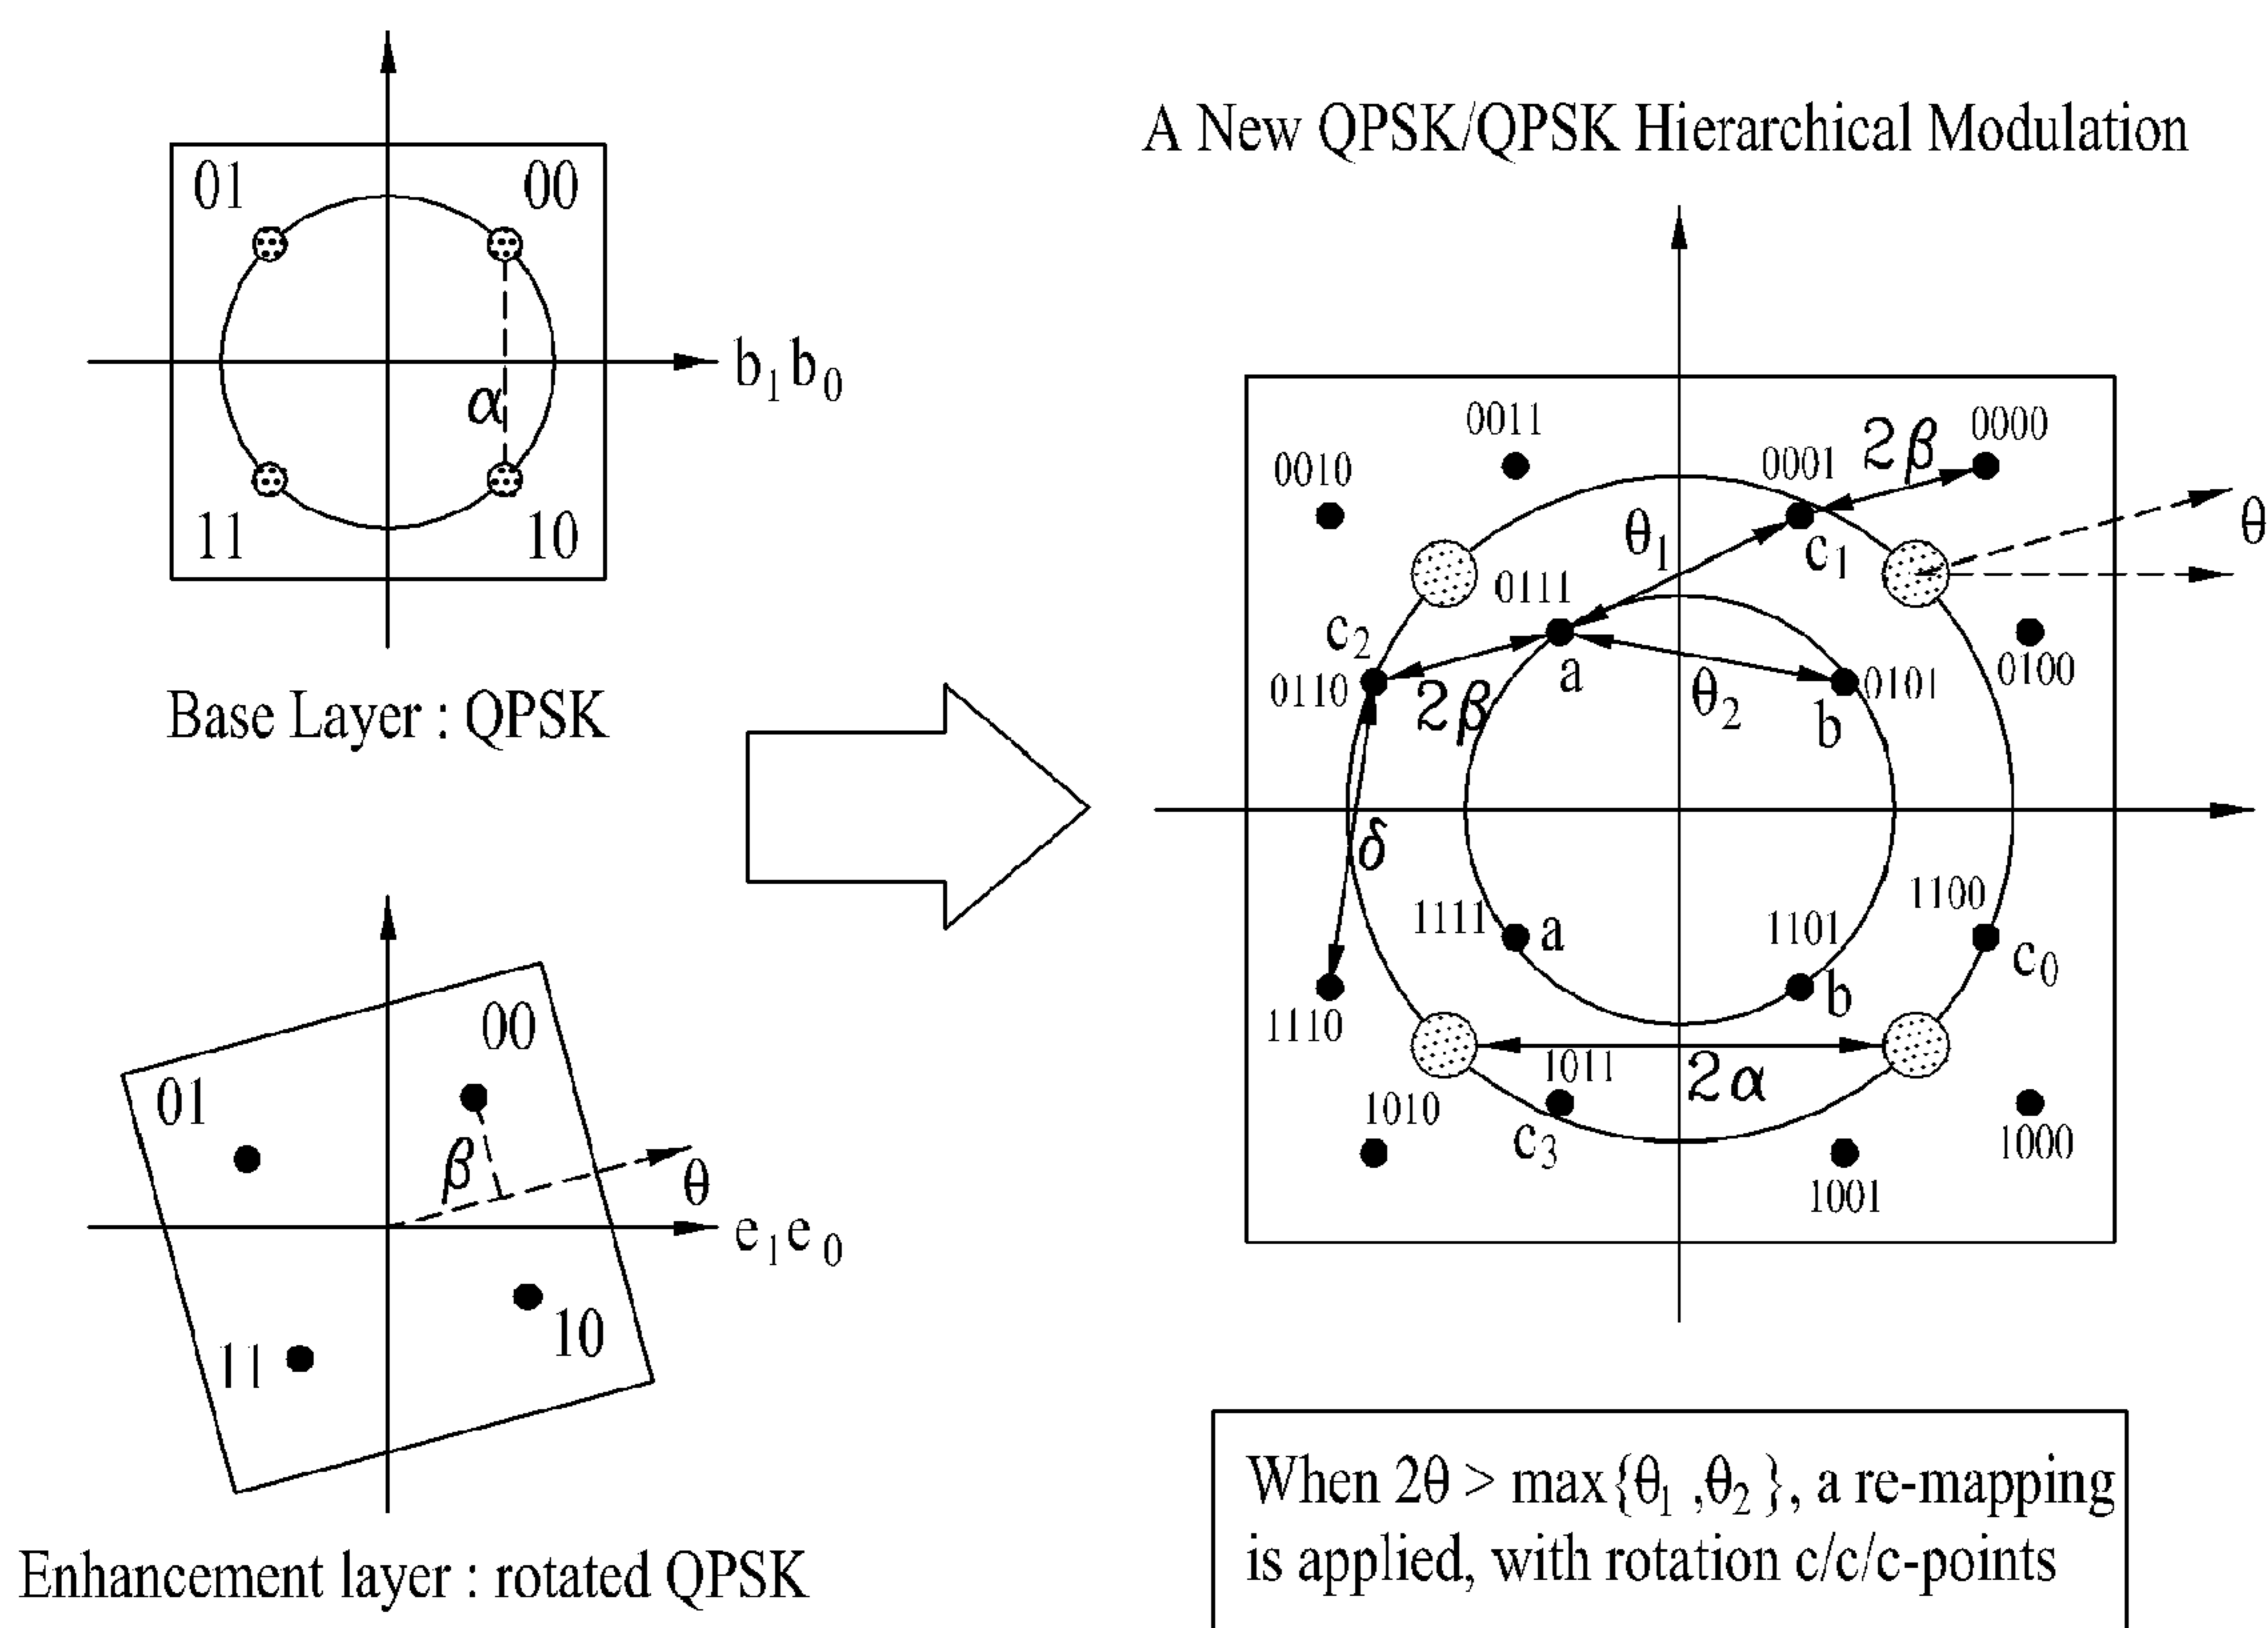 01
00
b1b0
α
11
10
Base Layer : QPSK
00
01
β
θ
e1e0
10
11
Enhancement layer : rotated QPSK
A New QPSK/QPSK Hierarchical Modulation
0011
0000
2β
0001
0010
θ1
c1
θ
0111
c2
0100
0110
a
0101
2β
θ2
b
δ
1100
1111
a
1101
c0
b
1110
1011
2α
1010
1000
c3
1001
When 2θ > max{θ1 ,θ2 }, a re-mapping
is applied, with rotation c/c/c-points